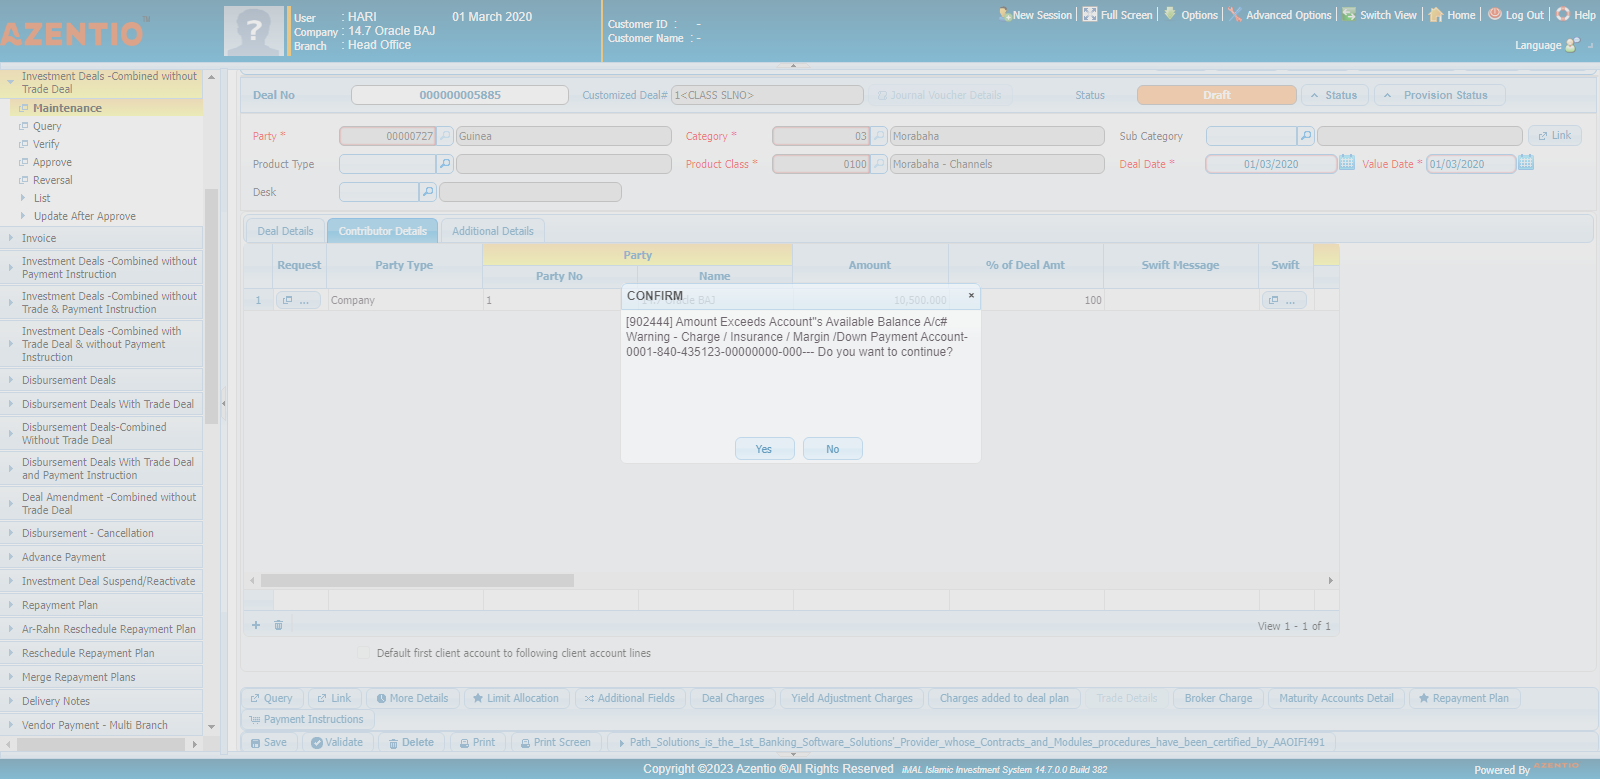 AZENTIO™
User : HARI 01 March 2020
Company : 14.7 Oracle BAJ
Branch : Head Office
Customer ID : -
Customer Name : -
New Session Full Screen Options Advanced Options Switch View Home Log Out Help
Language
Investment Deals -Combined without
Trade Deal
Maintenance
Query
Verify
Approve
Reversal
List
Update After Approve
Invoice
Investment Deals -Combined without
Payment Instruction
Investment Deals -Combined without
Trade & Payment Instruction
Investment Deals -Combined with
Trade Deal & without Payment
Instruction
Disbursement Deals
Disbursement Deals With Trade Deal
Disbursement Deals-Combined
Without Trade Deal
Disbursement Deals With Trade Deal
and Payment Instruction
Deal Amendment -Combined without
Trade Deal
Disbursement - Cancellation
Advance Payment
Investment Deal Suspend/Reactivate
Repayment Plan
Ar-Rahn Reschedule Repayment Plan
Reschedule Repayment Plan
Merge Repayment Plans
Delivery Notes
Vendor Payment - Multi Branch
Deal No 000000005885 Customized Deal# 1<CLASS SLNO> Journal Voucher Details Status Draft Status Provision Status
Party * 00000727 Guinea Category * 03 Morabaha Sub Category Link
Product Type Product Class * 0100 Morabaha - Channels Deal Date * 01/03/2020 Value Date * 01/03/2020
Desk
Deal Details Contributor Details Additional Details
Party
Request Party Type Amount % of Deal Amt Swift Message Swift
Party No Name
1 ... Company 1 14.7 Oracle BAJ 10,500.000 100 ...
CONFIRM ×
[902444] Amount Exceeds Account''s Available Balance A/c#
Warning - Charge / Insurance / Margin /Down Payment Account-
0001-840-435123-00000000-000--- Do you want to continue?
Yes No
View 1 - 1 of 1
Default first client account to following client account lines
Query Link More Details Limit Allocation Additional Fields Deal Charges Yield Adjustment Charges Charges added to deal plan Trade Details Broker Charge Maturity Accounts Detail Repayment Plan
Payment Instructions
Save Validate Delete Print Print Screen Path_Solutions_is_the_1st_Banking_Software_Solutions'_Provider_whose_Contracts_and_Modules_procedures_have_been_certified_by_AAOIFI491
Copyright ©2023 Azentio ®All Rights Reserved iMAL Islamic Investment System 14.7.0.0 Build 382
Powered By AZENTIO